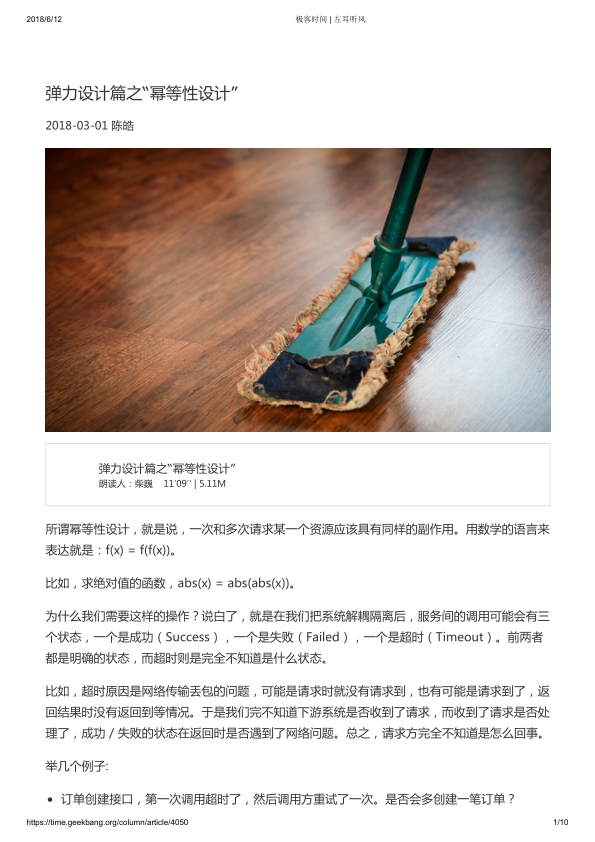 2018/6/12 极客时间 | 左耳听风
弹力设计篇之“幂等性设计”
2018-03-01 陈皓
弹力设计篇之“幂等性设计”
朗读人：柴巍 11'09'' | 5.11M
所谓幂等性设计，就是说，一次和多次请求某一个资源应该具有同样的副作用。用数学的语言来
表达就是：f(x) = f(f(x))。
比如，求绝对值的函数，abs(x) = abs(abs(x))。
为什么我们需要这样的操作？说白了，就是在我们把系统解耦隔离后，服务间的调用可能会有三
个状态，一个是成功（Success），一个是失败（Failed），一个是超时（Timeout）。前两者
都是明确的状态，而超时则是完全不知道是什么状态。
比如，超时原因是网络传输丢包的问题，可能是请求时就没有请求到，也有可能是请求到了，返
回结果时没有返回到等情况。于是我们完不知道下游系统是否收到了请求，而收到了请求是否处
理了，成功 / 失败的状态在返回时是否遇到了网络问题。总之，请求方完全不知道是怎么回事。
举几个例子:
• 订单创建接口，第一次调用超时了，然后调用方重试了一次。是否会多创建一笔订单？
https://time.geekbang.org/column/article/4050 1/10